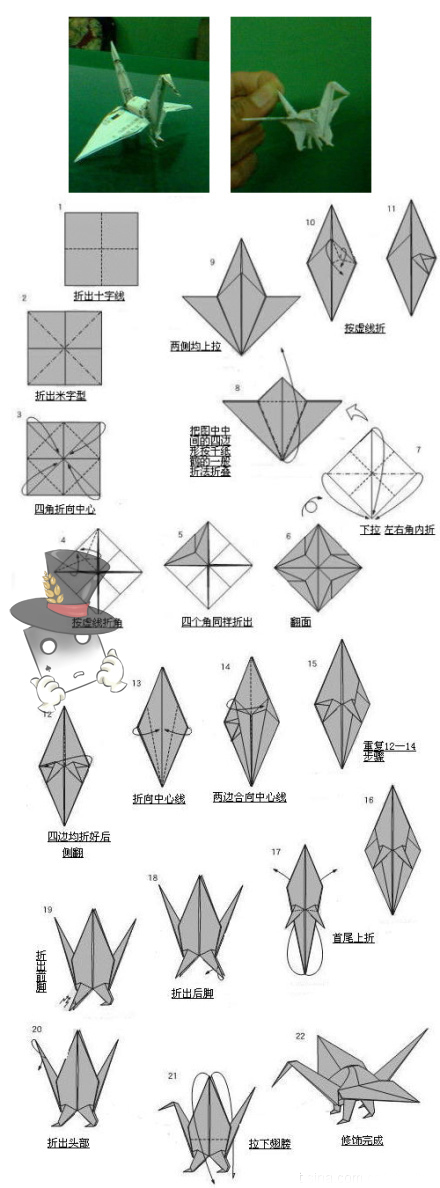 1
折出十字线
2
折出米字型
3
四角折向中心
4
按虚线折角
5
四个角同样折出
6
翻面
7
下拉 左右角内折
8
把图中中
间的四边
形按千纸
鹤的一般
折法折叠
9
两侧均上拉
10
11
按虚线折
12
四边均折好后
侧翻
13
折向中心线
14
两边合向中心线
15
重复12—14
步骤
16
17
首尾上折
18
折出后脚
19
折出前脚
20
折出头部
21
拉下翅膀
22
修饰完成